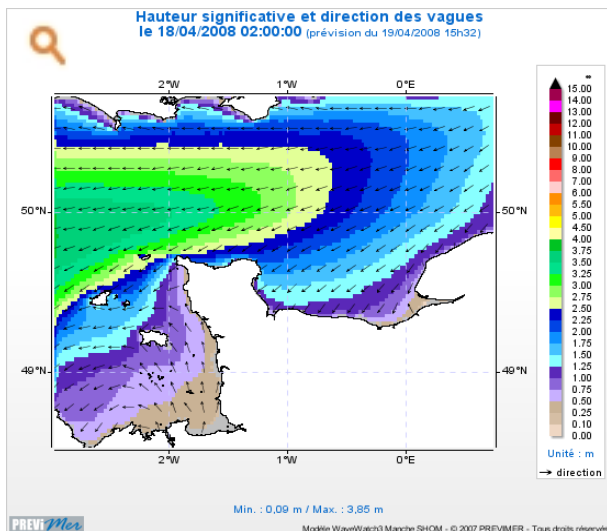 Hauteur significative et direction des vagues
le 18/04/2008 02:00:00 (prévision du 19/04/2008 15h32)
2°W 1°W 0°E
50°N 50°N
49°N 49°N
2°W 1°W 0°E
∞
15.00
14.00
13.00
12.00
11.00
10.00
9.00
8.00
7.00
6.00
5.50
5.00
4.50
4.00
3.75
3.50
3.25
3.00
2.75
2.50
2.25
2.00
1.75
1.50
1.25
1.00
0.75
0.50
0.25
0.10
0.00
Unité : m
direction
Min. : 0,09 m / Max. : 3,85 m
PREViMer
Modèle WaveWatch3 Manche SHOM - © 2007 PREVIMER - Tous droits réservés